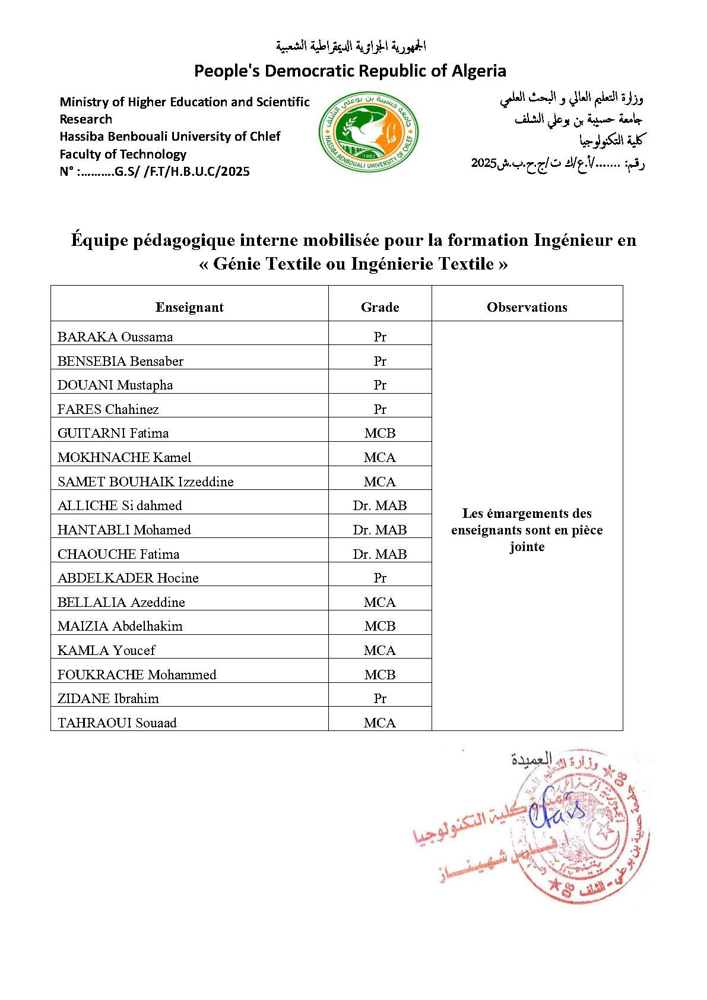 الجمهورية الجزائرية الديمقراطية الشعبية
People's Democratic Republic of Algeria
Ministry of Higher Education and Scientific
Research
Hassiba Benbouali University of Chlef
Faculty of Technology
N° :..........G.S/ /F.T/H.B.U.C/2025
جامعة حسيبة بن بوعلي الشلف
HASSIBA BENBOUALI UNIVERSITY OF CHLEF
1983
وزارة التعليم العالي و البحث العلمي
جامعة حسيبة بن بوعلي الشلف
كلية التكنولوجيا
رقم: ......./أ.ع/ك ت/ج.ح.ب.ش2025
Équipe pédagogique interne mobilisée pour la formation Ingénieur en
« Génie Textile ou Ingénierie Textile »
Enseignant Grade Observations
BARAKA Oussama Pr
BENSEBIA Bensaber Pr
DOUANI Mustapha Pr
FARES Chahinez Pr
GUITARNI Fatima MCB
MOKHNACHE Kamel MCA
SAMET BOUHAIK Izzeddine MCA
ALLICHE Si dahmed Dr. MAB
HANTABLI Mohamed Dr. MAB
CHAOUCHE Fatima Dr. MAB
ABDELKADER Hocine Pr
BELLALIA Azeddine MCA
MAIZIA Abdelhakim MCB
KAMLA Youcef MCA
FOUKRACHE Mohammed MCB
ZIDANE Ibrahim Pr
TAHRAOUI Souaad MCA
Les émargements des
enseignants sont en pièce
jointe
العميدة
كلية التكنولوجيا
فارس شهيناز
وزارة التعليم
جامعة حسيبة بن بوعلي - الشلف